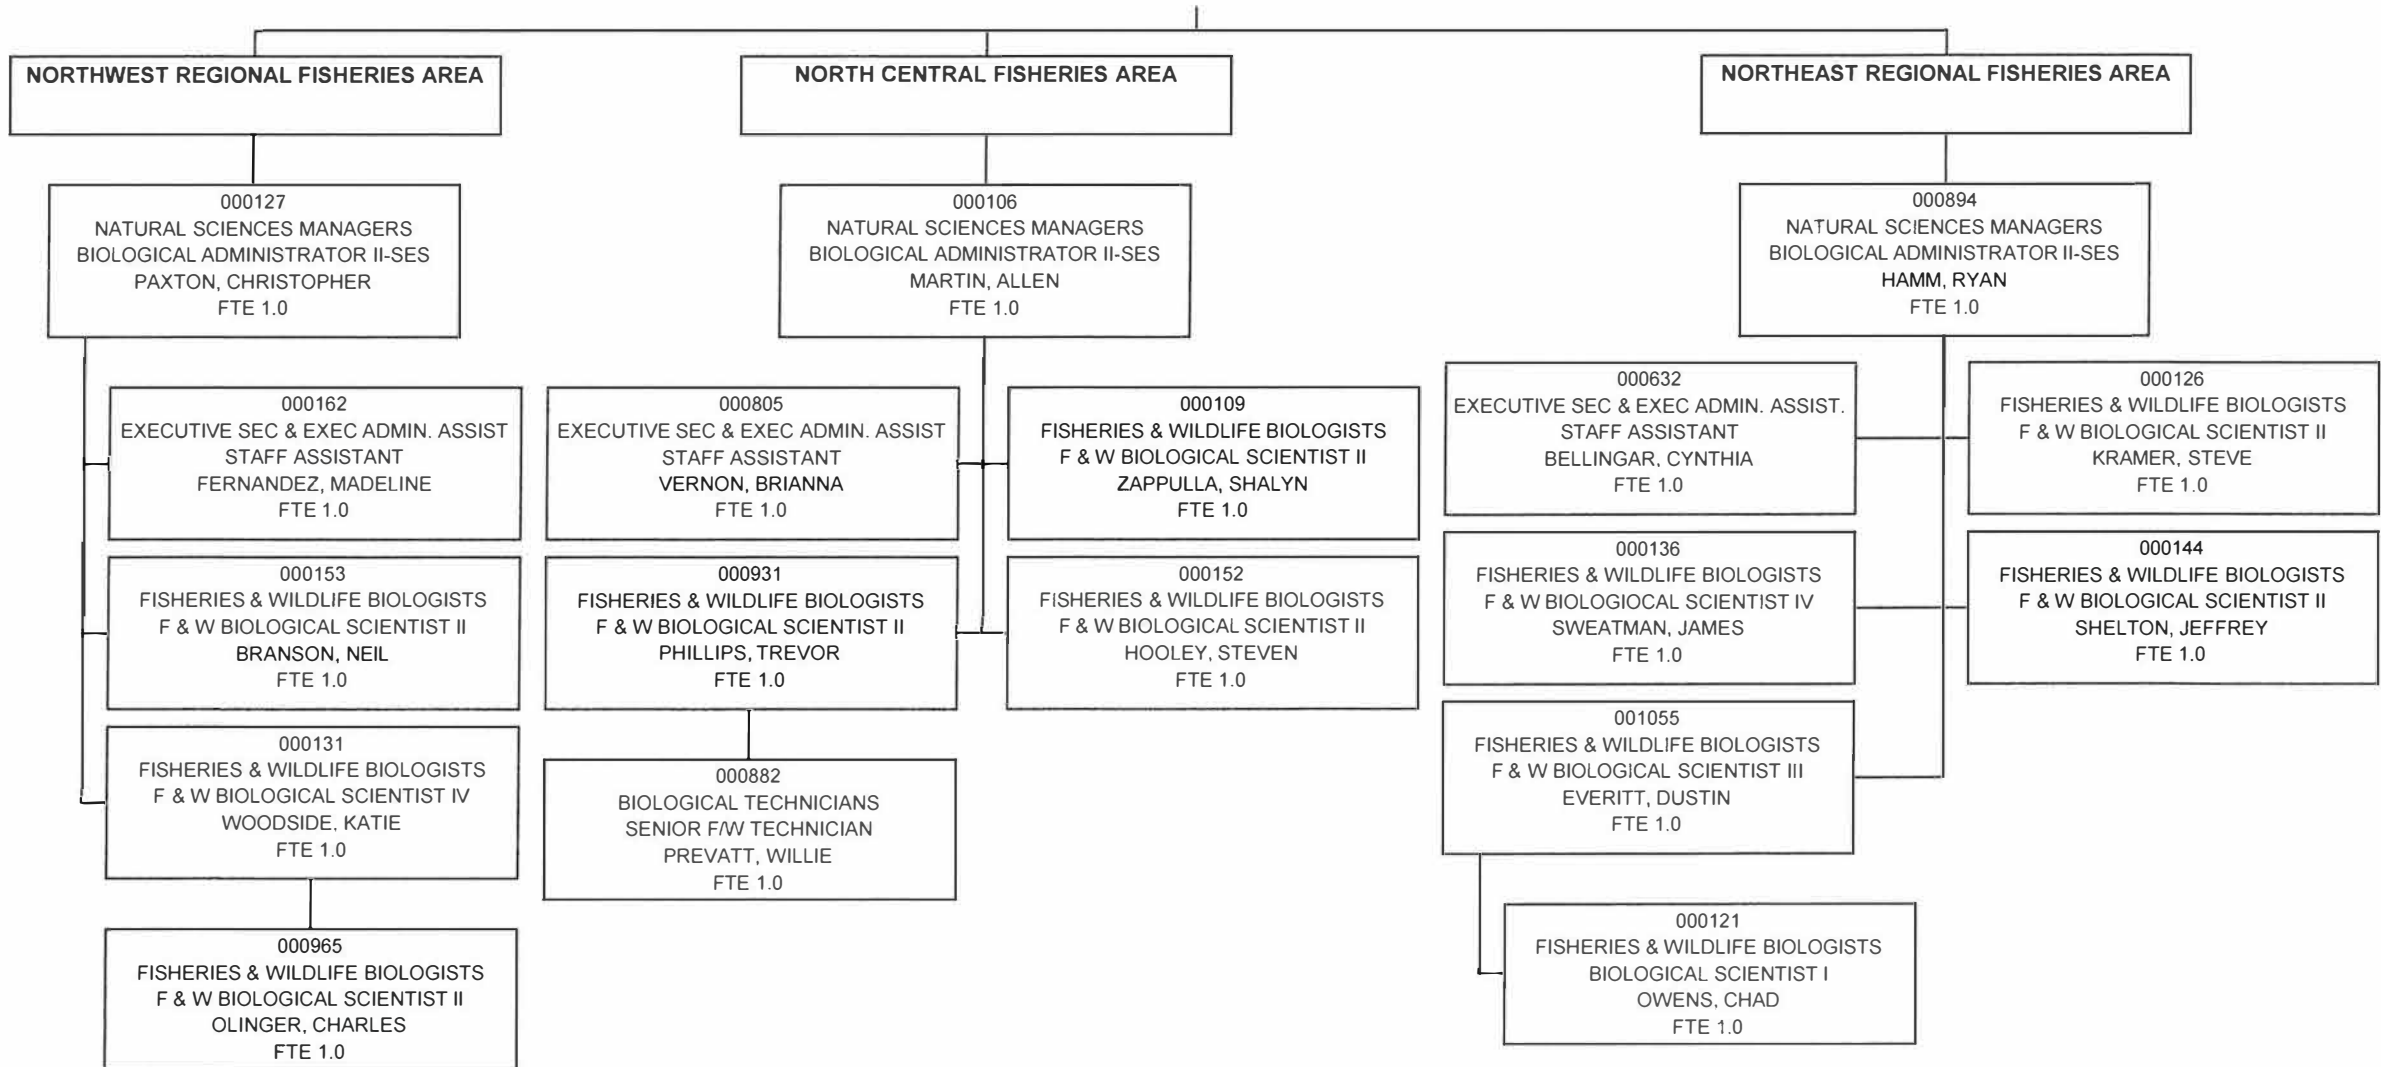 NORTHWEST REGIONAL FISHERIES AREA
000127
NATURAL SCIENCES MANAGERS
BIOLOGICAL ADMINISTRATOR II-SES
PAXTON, CHRISTOPHER
FTE 1.0
000162
EXECUTIVE SEC & EXEC ADMIN. ASSIST
STAFF ASSISTANT
FERNANDEZ, MADELINE
FTE 1.0
000153
FISHERIES & WILDLIFE BIOLOGISTS
F & W BIOLOGICAL SCIENTIST II
BRANSON, NEIL
FTE 1.0
000131
FISHERIES & WILDLIFE BIOLOGISTS
F & W BIOLOGICAL SCIENTIST IV
WOODSIDE, KATIE
FTE 1.0
000965
FISHERIES & WILDLIFE BIOLOGISTS
F & W BIOLOGICAL SCIENTIST II
OLINGER, CHARLES
FTE 1.0
NORTH CENTRAL FISHERIES AREA
000106
NATURAL SCIENCES MANAGERS
BIOLOGICAL ADMINISTRATOR II-SES
MARTIN, ALLEN
FTE 1.0
000805
EXECUTIVE SEC & EXEC ADMIN. ASSIST
STAFF ASSISTANT
VERNON, BRIANNA
FTE 1.0
000109
FISHERIES & WILDLIFE BIOLOGISTS
F & W BIOLOGICAL SCIENTIST II
ZAPPULLA, SHALYN
FTE 1.0
000931
FISHERIES & WILDLIFE BIOLOGISTS
F & W BIOLOGICAL SCIENTIST II
PHILLIPS, TREVOR
FTE 1.0
000152
FISHERIES & WILDLIFE BIOLOGISTS
F & W BIOLOGICAL SCIENTIST II
HOOLEY, STEVEN
FTE 1.0
000882
BIOLOGICAL TECHNICIANS
SENIOR F/W TECHNICIAN
PREVATT, WILLIE
FTE 1.0
NORTHEAST REGIONAL FISHERIES AREA
000894
NATURAL SCIENCES MANAGERS
BIOLOGICAL ADMINISTRATOR II-SES
HAMM, RYAN
FTE 1.0
000632
EXECUTIVE SEC & EXEC ADMIN. ASSIST.
STAFF ASSISTANT
BELLINGAR, CYNTHIA
FTE 1.0
000126
FISHERIES & WILDLIFE BIOLOGISTS
F & W BIOLOGICAL SCIENTIST II
KRAMER, STEVE
FTE 1.0
000136
FISHERIES & WILDLIFE BIOLOGISTS
F & W BIOLOGIOCAL SCIENTIST IV
SWEATMAN, JAMES
FTE 1.0
000144
FISHERIES & WILDLIFE BIOLOGISTS
F & W BIOLOGICAL SCIENTIST II
SHELTON, JEFFREY
FTE 1.0
001055
FISHERIES & WILDLIFE BIOLOGISTS
F & W BIOLOGICAL SCIENTIST III
EVERITT, DUSTIN
FTE 1.0
000121
FISHERIES & WILDLIFE BIOLOGISTS
BIOLOGICAL SCIENTIST I
OWENS, CHAD
FTE 1.0